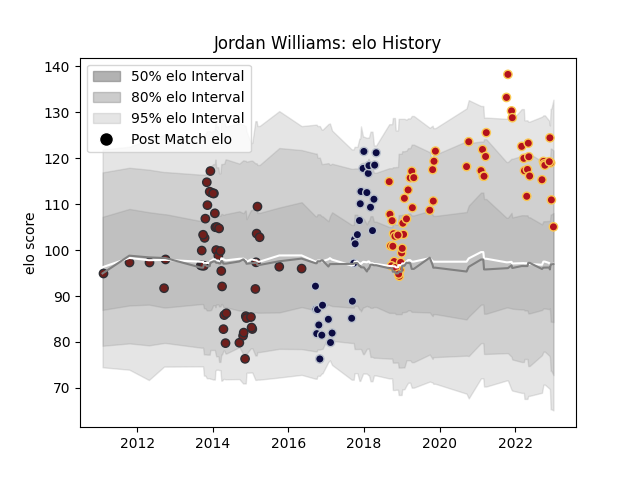 Jordan Williams: elo History
50% elo Interval
80% elo Interval
95% elo Interval
Post Match elo
elo score
140
130
120
110
100
90
80
70
2012 2014 2016 2018 2020 2022